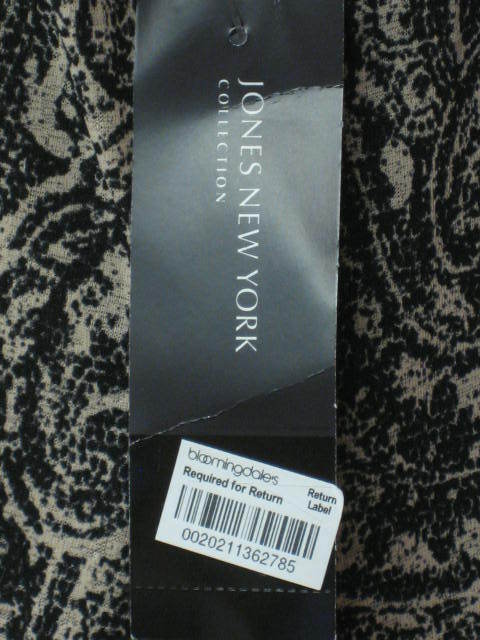 JONES NEW YORK
COLLECTION
bloomingdale's
Required for Return
Return
Label
0020211362785